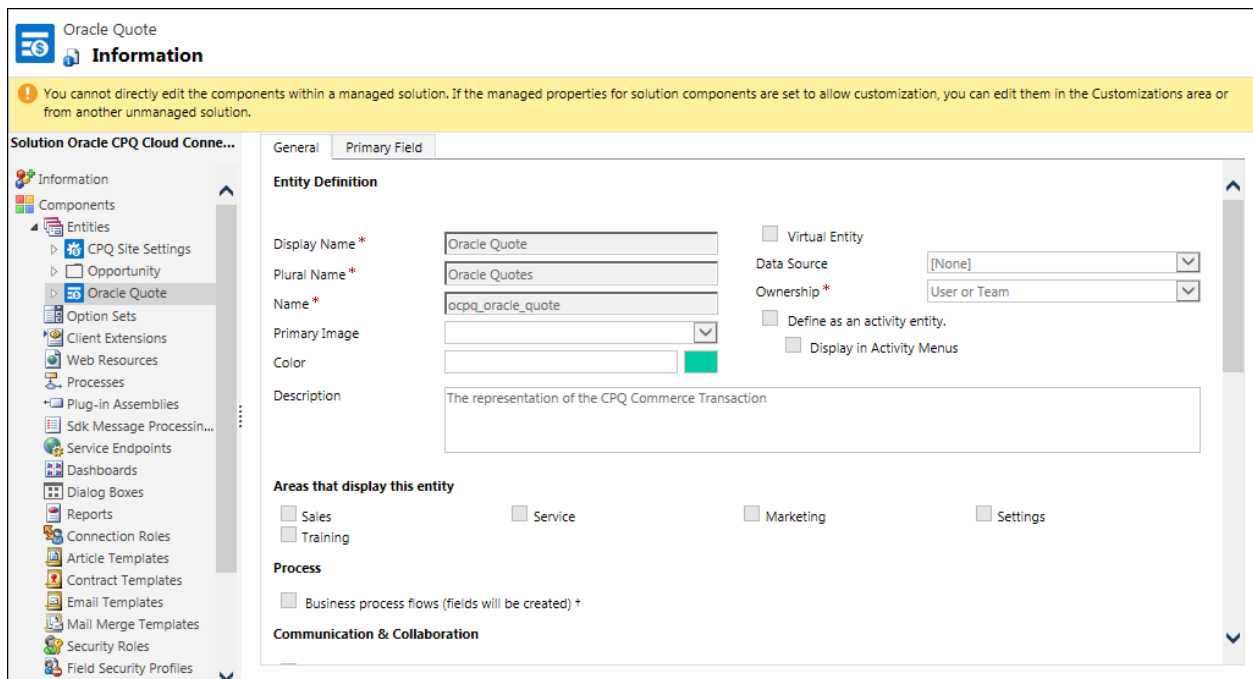 Oracle Quote
Information
You cannot directly edit the components within a managed solution. If the managed properties for solution components are set to allow customization, you can edit them in the Customizations area or
from another unmanaged solution.
Solution Oracle CPQ Cloud Conne...
Information
Components
Entities
CPQ Site Settings
Opportunity
Oracle Quote
Option Sets
Client Extensions
Web Resources
Processes
Plug-in Assemblies
Sdk Message Processin...
Service Endpoints
Dashboards
Dialog Boxes
Reports
Connection Roles
Article Templates
Contract Templates
Email Templates
Mail Merge Templates
Security Roles
Field Security Profiles
General Primary Field
Entity Definition
Display Name * Oracle Quote
Plural Name * Oracle Quotes
Name * ocpq_oracle_quote
Primary Image
Color
Virtual Entity
Data Source [None]
Ownership * User or Team
Define as an activity entity.
Display in Activity Menus
Description The representation of the CPQ Commerce Transaction
Areas that display this entity
Sales Service Marketing Settings
Training
Process
Business process flows (fields will be created) †
Communication & Collaboration